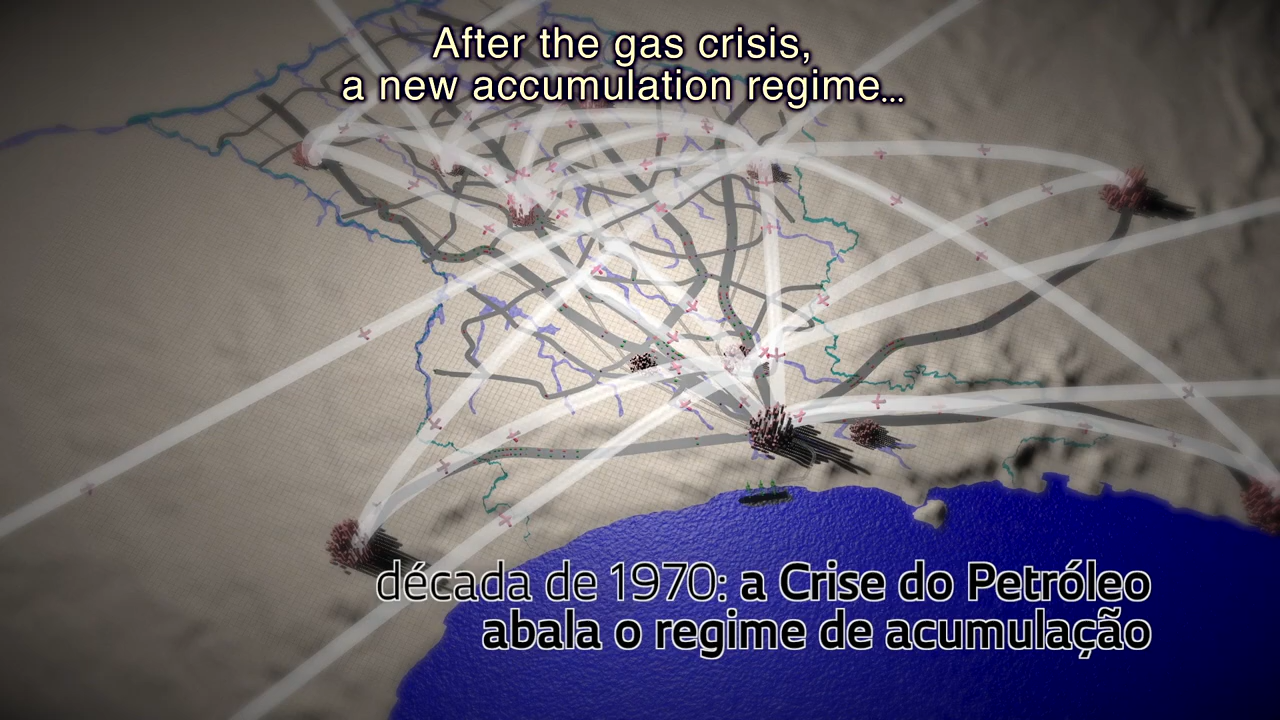 After the gas crisis,
a new accumulation regime...
década de 1970: a Crise do Petróleo
abala o regime de acumulação